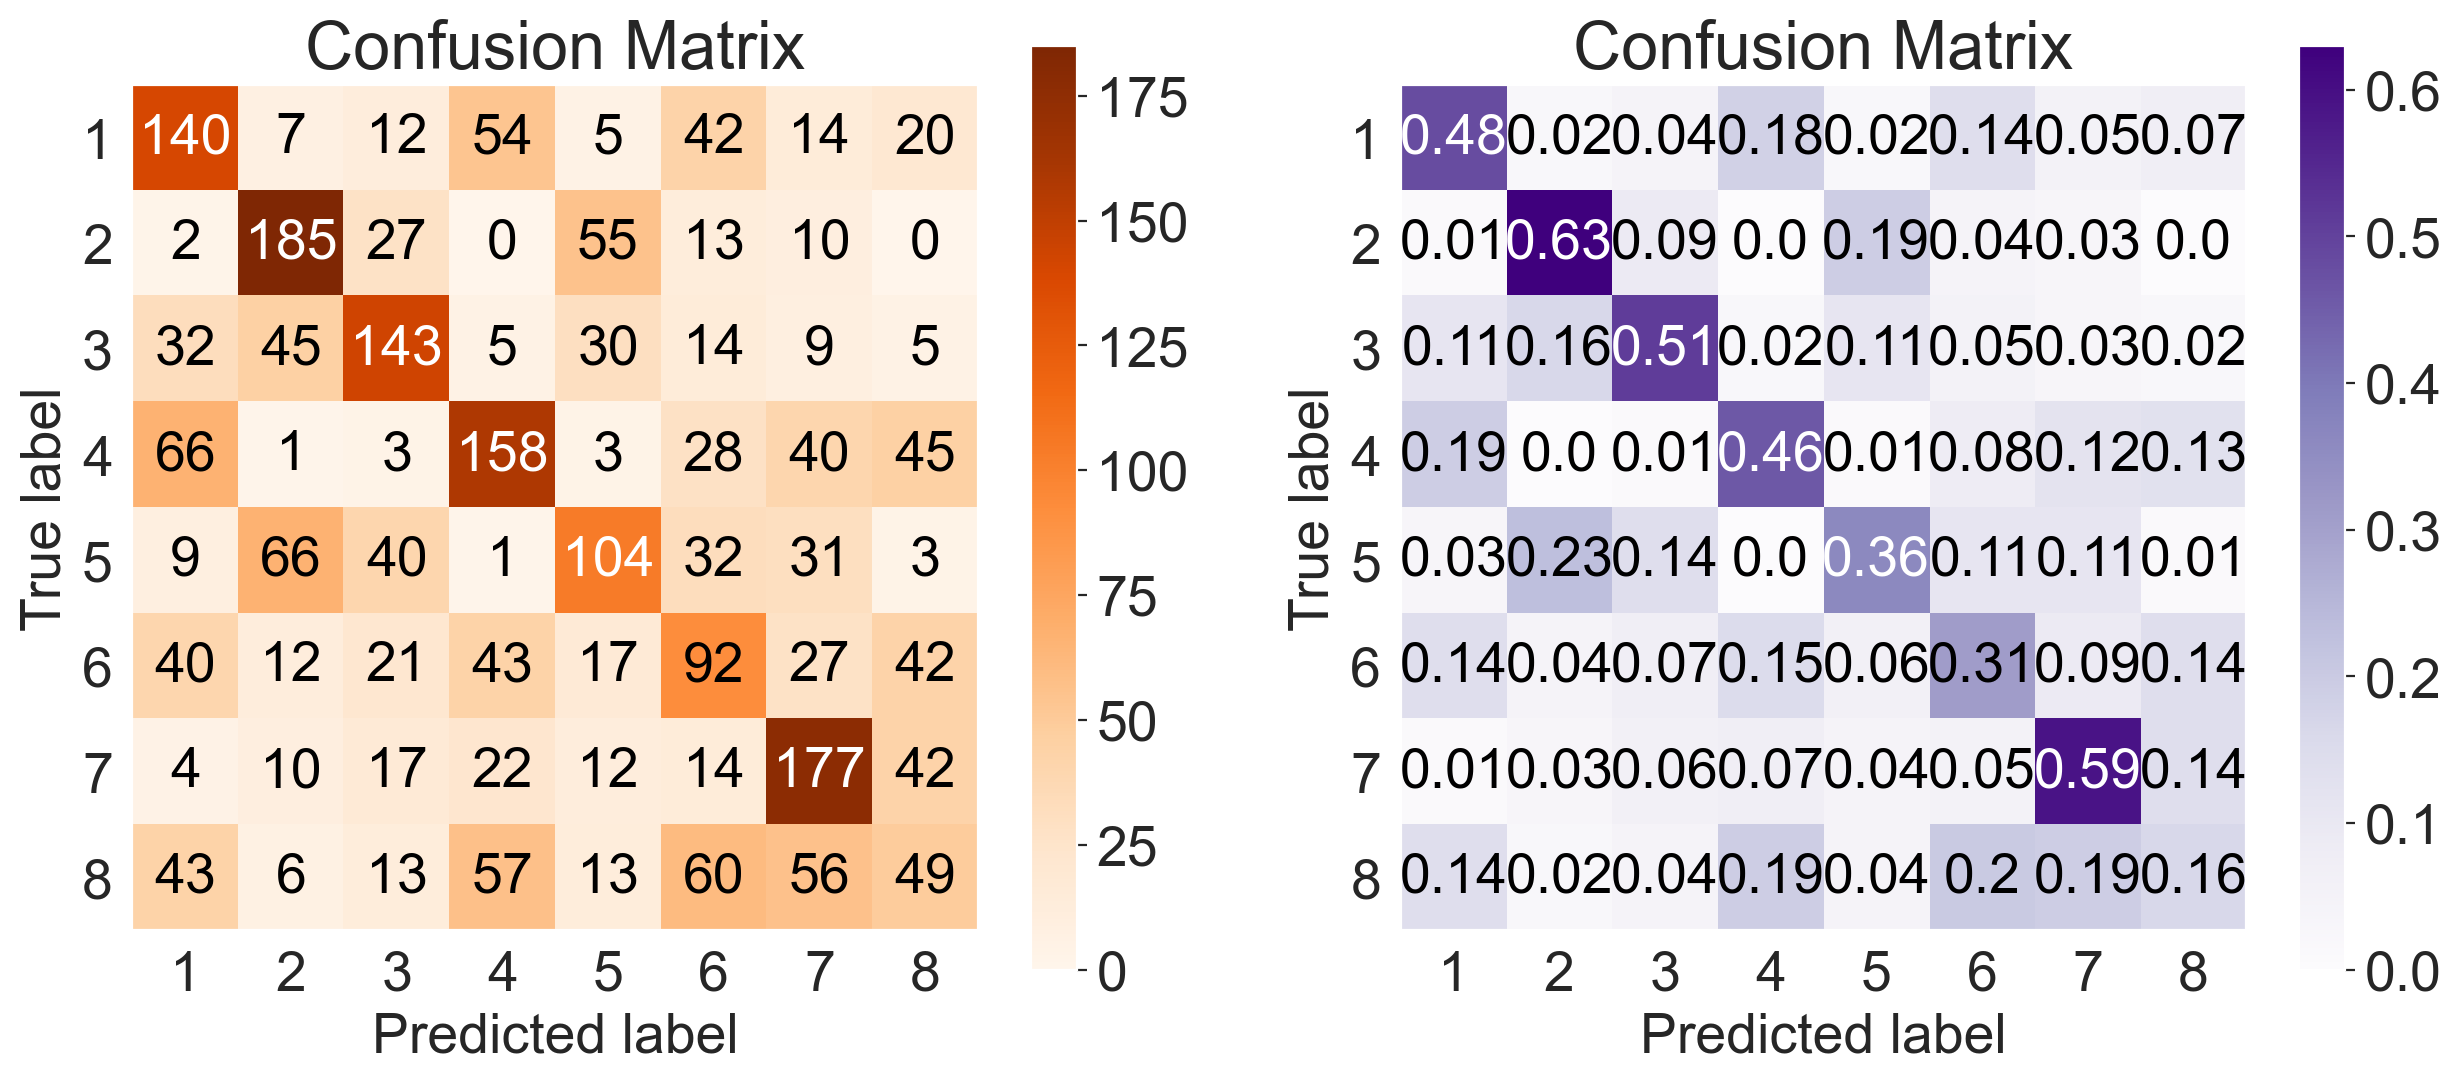 Confusion Matrix
175
150
125
100
75
50
25
0
1 140 7 12 54 5 42 14 20
2 2 185 27 0 55 13 10 0
3 32 45 143 5 30 14 9 5
4 66 1 3 158 3 28 40 45
5 9 66 40 1 104 32 31 3
6 40 12 21 43 17 92 27 42
7 4 10 17 22 12 14 177 42
8 43 6 13 57 13 60 56 49
1 2 3 4 5 6 7 8
True label
Predicted label
Confusion Matrix
0.6
0.5
0.4
0.3
0.2
0.1
0.0
1 0.48 0.02 0.04 0.18 0.02 0.14 0.05 0.07
2 0.01 0.63 0.09 0.0 0.19 0.04 0.03 0.0
3 0.11 0.16 0.51 0.02 0.11 0.05 0.03 0.02
4 0.19 0.0 0.01 0.46 0.01 0.08 0.12 0.13
5 0.03 0.23 0.14 0.0 0.36 0.11 0.11 0.01
6 0.14 0.04 0.07 0.15 0.06 0.31 0.09 0.14
7 0.01 0.03 0.06 0.07 0.04 0.05 0.59 0.14
8 0.14 0.02 0.04 0.19 0.04 0.2 0.19 0.16
1 2 3 4 5 6 7 8
True label
Predicted label